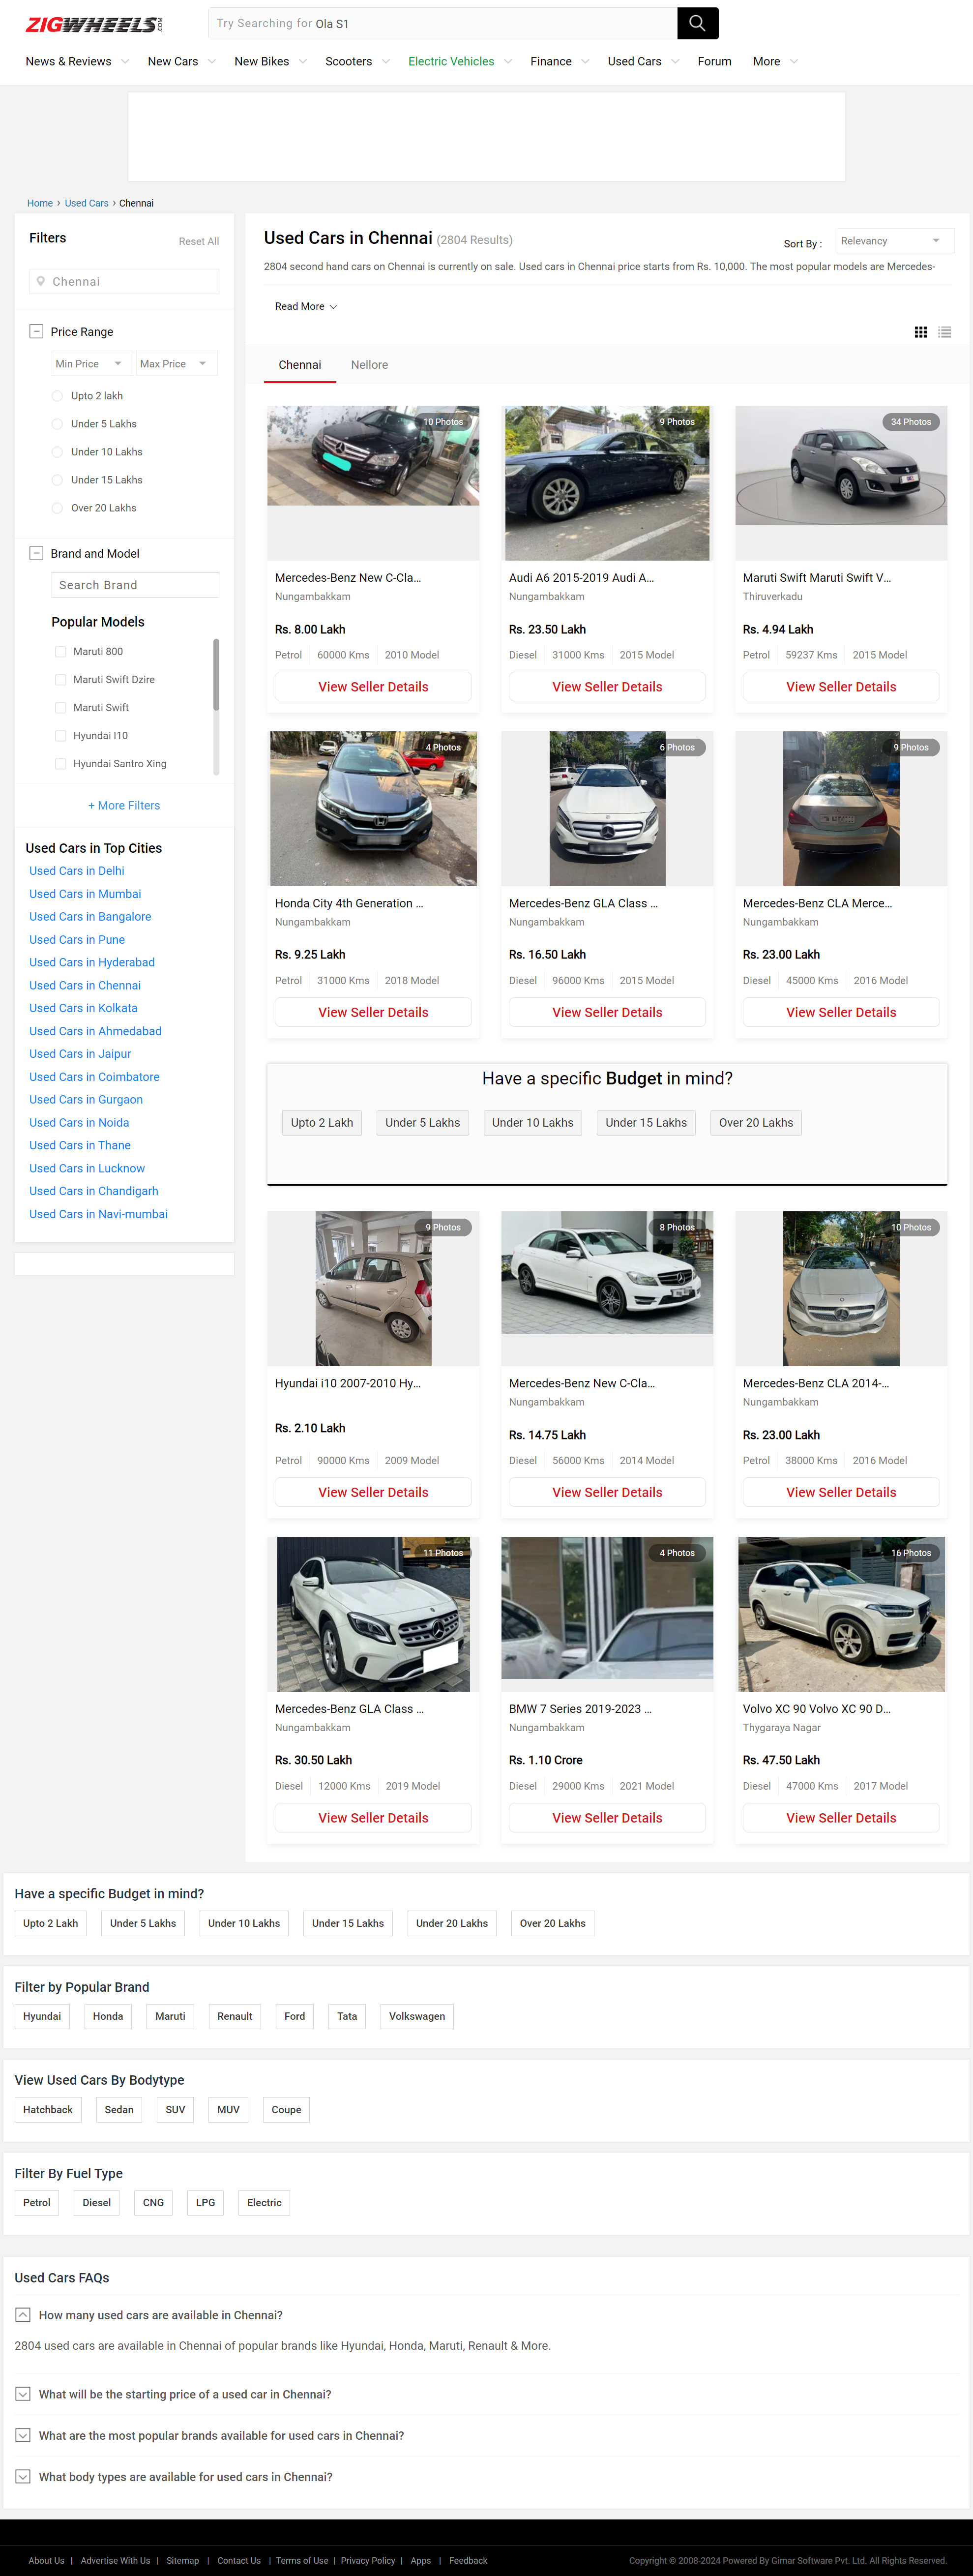 ZIGWHEELS.COM
Try Searching for Ola S1
News & Reviews New Cars New Bikes Scooters Electric Vehicles Finance Used Cars Forum More
Home › Used Cars › Chennai
Filters
Reset All
Chennai
Price Range
Min Price Max Price
Upto 2 lakh
Under 5 Lakhs
Under 10 Lakhs
Under 15 Lakhs
Over 20 Lakhs
Brand and Model
Search Brand
Popular Models
Maruti 800
Maruti Swift Dzire
Maruti Swift
Hyundai I10
Hyundai Santro Xing
+ More Filters
Used Cars in Top Cities
Used Cars in Delhi
Used Cars in Mumbai
Used Cars in Bangalore
Used Cars in Pune
Used Cars in Hyderabad
Used Cars in Chennai
Used Cars in Kolkata
Used Cars in Ahmedabad
Used Cars in Jaipur
Used Cars in Coimbatore
Used Cars in Gurgaon
Used Cars in Noida
Used Cars in Thane
Used Cars in Lucknow
Used Cars in Chandigarh
Used Cars in Navi-mumbai
Used Cars in Chennai (2804 Results)
Sort By : Relevancy
2804 second hand cars on Chennai is currently on sale. Used cars in Chennai price starts from Rs. 10,000. The most popular models are Mercedes-
Read More
Chennai Nellore
10 Photos
Mercedes-Benz New C-Cla...
Nungambakkam
Rs. 8.00 Lakh
Petrol 60000 Kms 2010 Model
View Seller Details
9 Photos
Audi A6 2015-2019 Audi A...
Nungambakkam
Rs. 23.50 Lakh
Diesel 31000 Kms 2015 Model
View Seller Details
34 Photos
Maruti Swift Maruti Swift V...
Thiruverkadu
Rs. 4.94 Lakh
Petrol 59237 Kms 2015 Model
View Seller Details
4 Photos
Honda City 4th Generation ...
Nungambakkam
Rs. 9.25 Lakh
Petrol 31000 Kms 2018 Model
View Seller Details
6 Photos
Mercedes-Benz GLA Class ...
Nungambakkam
Rs. 16.50 Lakh
Diesel 96000 Kms 2015 Model
View Seller Details
9 Photos
Mercedes-Benz CLA Merce...
Nungambakkam
Rs. 23.00 Lakh
Diesel 45000 Kms 2016 Model
View Seller Details
Have a specific Budget in mind?
Upto 2 Lakh Under 5 Lakhs Under 10 Lakhs Under 15 Lakhs Over 20 Lakhs
9 Photos
Hyundai i10 2007-2010 Hy...
Rs. 2.10 Lakh
Petrol 90000 Kms 2009 Model
View Seller Details
8 Photos
Mercedes-Benz New C-Cla...
Nungambakkam
Rs. 14.75 Lakh
Diesel 56000 Kms 2014 Model
View Seller Details
10 Photos
Mercedes-Benz CLA 2014-...
Nungambakkam
Rs. 23.00 Lakh
Petrol 38000 Kms 2016 Model
View Seller Details
11 Photos
Mercedes-Benz GLA Class ...
Nungambakkam
Rs. 30.50 Lakh
Diesel 12000 Kms 2019 Model
View Seller Details
4 Photos
BMW 7 Series 2019-2023 ...
Nungambakkam
Rs. 1.10 Crore
Diesel 29000 Kms 2021 Model
View Seller Details
16 Photos
Volvo XC 90 Volvo XC 90 D...
Thygaraya Nagar
Rs. 47.50 Lakh
Diesel 47000 Kms 2017 Model
View Seller Details
Have a specific Budget in mind?
Upto 2 Lakh Under 5 Lakhs Under 10 Lakhs Under 15 Lakhs Under 20 Lakhs Over 20 Lakhs
Filter by Popular Brand
Hyundai Honda Maruti Renault Ford Tata Volkswagen
View Used Cars By Bodytype
Hatchback Sedan SUV MUV Coupe
Filter By Fuel Type
Petrol Diesel CNG LPG Electric
Used Cars FAQs
How many used cars are available in Chennai?
2804 used cars are available in Chennai of popular brands like Hyundai, Honda, Maruti, Renault & More.
What will be the starting price of a used car in Chennai?
What are the most popular brands available for used cars in Chennai?
What body types are available for used cars in Chennai?
About Us | Advertise With Us | Sitemap | Contact Us | Terms of Use | Privacy Policy | Apps | Feedback
Copyright © 2008-2024 Powered By Girnar Software Pvt. Ltd. All Rights Reserved.